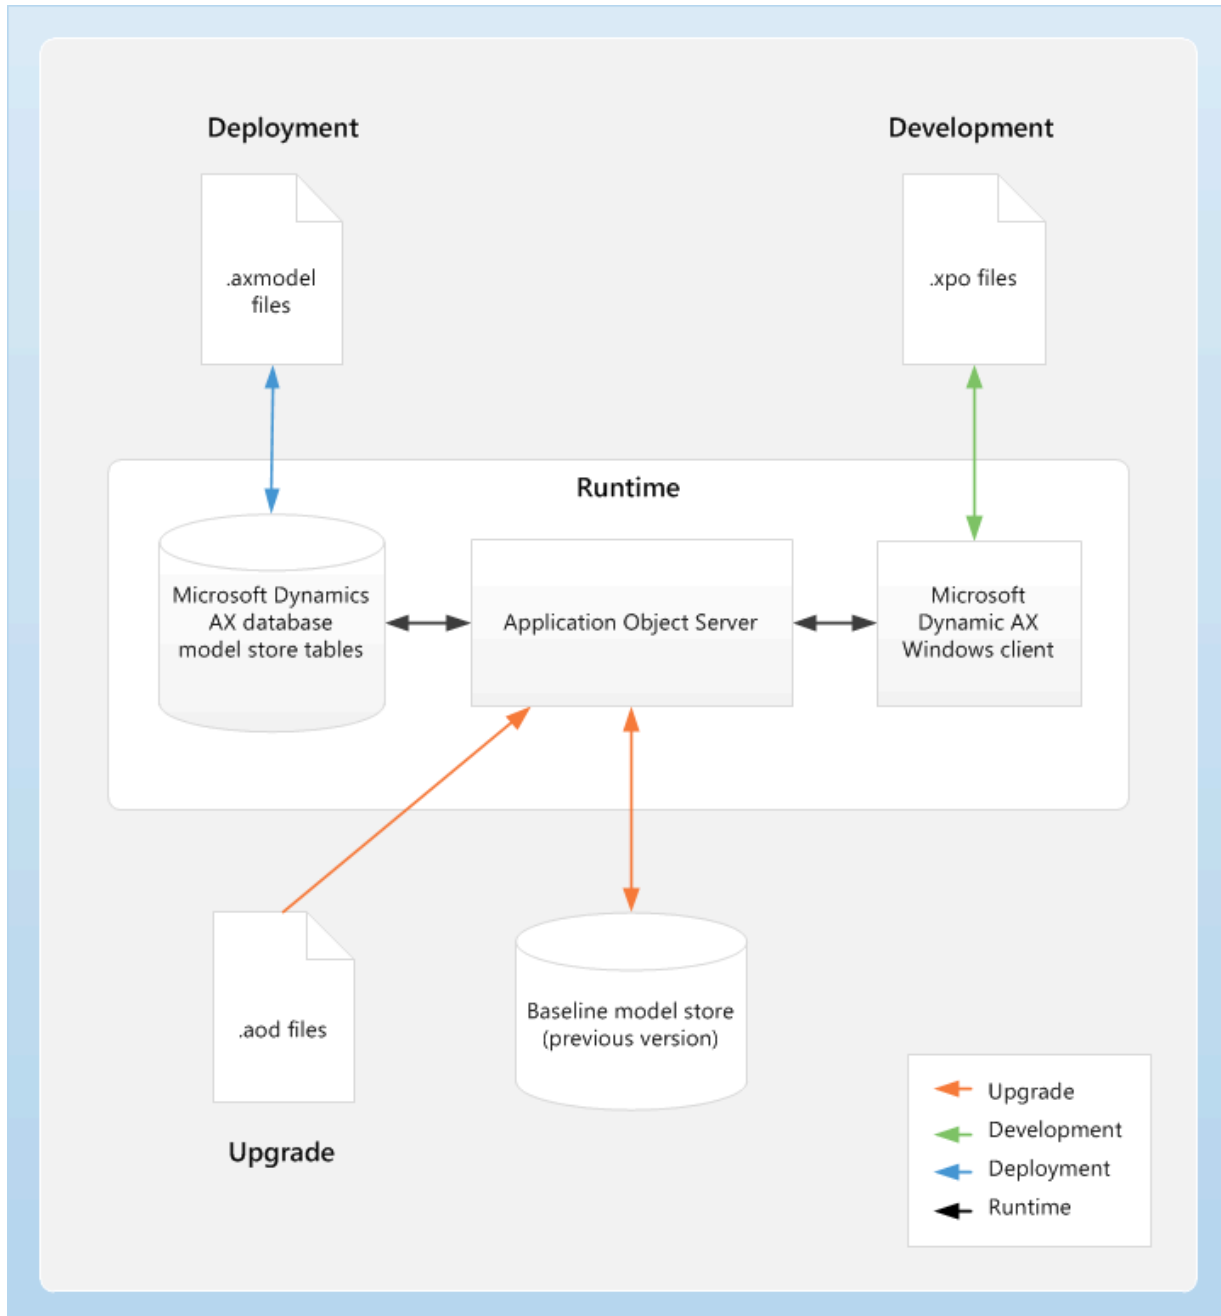 Deployment
Development
.axmodel
files
.xpo files
Runtime
Microsoft Dynamics
AX database
model store tables
Application Object Server
Microsoft
Dynamic AX
Windows client
.aod files
Baseline model store
(previous version)
Upgrade
Upgrade
Development
Deployment
Runtime